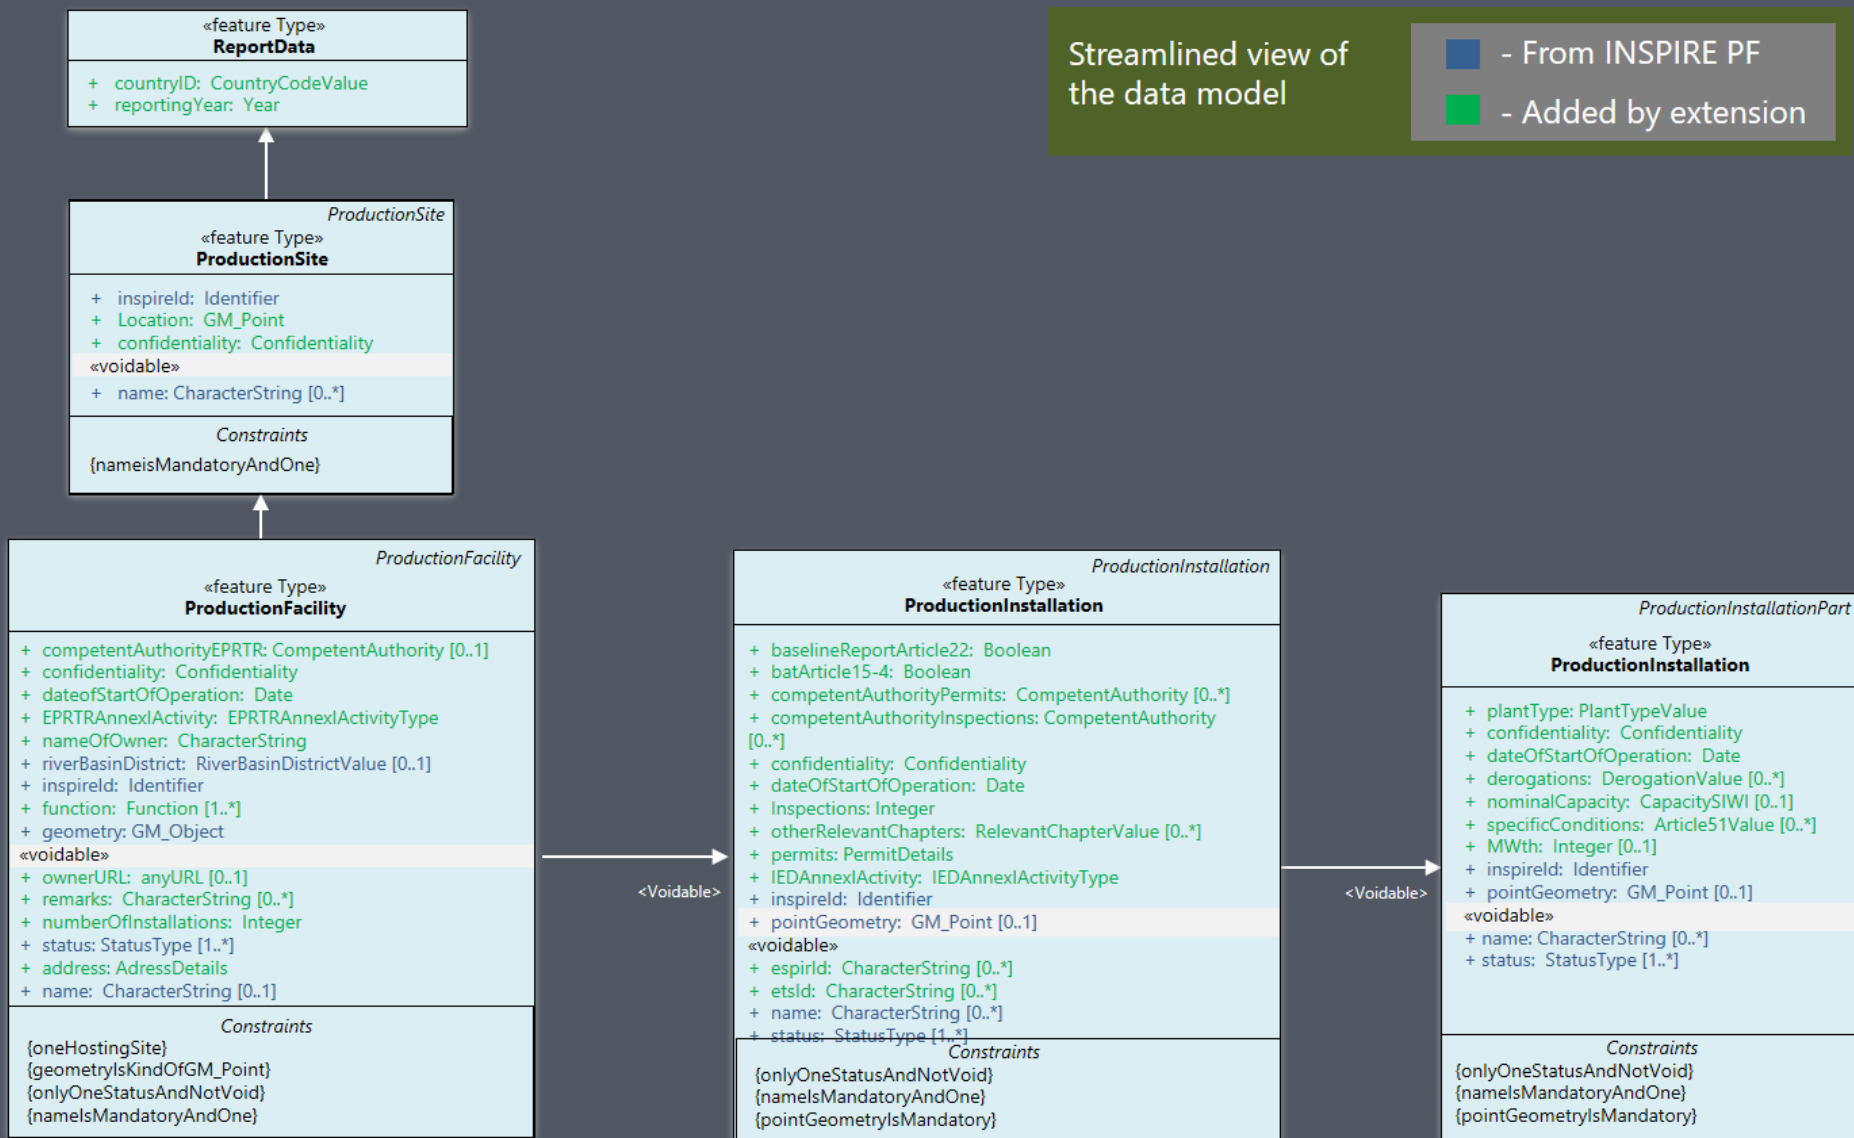 «feature Type»
ReportData
+ countryID: CountryCodeValue
+ reportingYear: Year
Streamlined view of
the data model
- From INSPIRE PF
- Added by extension
ProductionSite
«feature Type»
ProductionSite
+ inspireId: Identifier
+ Location: GM_Point
+ confidentiality: Confidentiality
«voidable»
+ name: CharacterString [0..*]
Constraints
{nameisMandatoryAndOne}
ProductionFacility
«feature Type»
ProductionFacility
+ competentAuthorityEPRTR: CompetentAuthority [0..1]
+ confidentiality: Confidentiality
+ dateofStartOfOperation: Date
+ EPRTRAnnexIActivity: EPRTRAnnexIActivityType
+ nameOfOwner: CharacterString
+ riverBasinDistrict: RiverBasinDistrictValue [0..1]
+ inspireId: Identifier
+ function: Function [1..*]
+ geometry: GM_Object
«voidable»
+ ownerURL: anyURL [0..1]
+ remarks: CharacterString [0..*]
+ numberOfInstallations: Integer
+ status: StatusType [1..*]
+ address: AdressDetails
+ name: CharacterString [0..1]
Constraints
{oneHostingSite}
{geometryIsKindOfGM_Point}
{onlyOneStatusAndNotVoid}
{nameIsMandatoryAndOne}
<Voidable>
ProductionInstallation
«feature Type»
ProductionInstallation
+ baselineReportArticle22: Boolean
+ batArticle15-4: Boolean
+ competentAuthorityPermits: CompetentAuthority [0..*]
+ competentAuthorityInspections: CompetentAuthority
[0..*]
+ confidentiality: Confidentiality
+ dateOfStartOfOperation: Date
+ Inspections: Integer
+ otherRelevantChapters: RelevantChapterValue [0..*]
+ permits: PermitDetails
+ IEDAnnexIActivity: IEDAnnexIActivityType
+ inspireId: Identifier
+ pointGeometry: GM_Point [0..1]
«voidable»
+ espirId: CharacterString [0..*]
+ etsId: CharacterString [0..*]
+ name: CharacterString [0..*]
+ status: StatusType [1..*]
Constraints
{onlyOneStatusAndNotVoid}
{nameIsMandatoryAndOne}
{pointGeometryIsMandatory}
<Voidable>
ProductionInstallationPart
«feature Type»
ProductionInstallation
+ plantType: PlantTypeValue
+ confidentiality: Confidentiality
+ dateOfStartOfOperation: Date
+ derogations: DerogationValue [0..*]
+ nominalCapacity: CapacitySIWI [0..1]
+ specificConditions: Article51Value [0..*]
+ MWth: Integer [0..1]
+ inspireId: Identifier
+ pointGeometry: GM_Point [0..1]
«voidable»
+ name: CharacterString [0..*]
+ status: StatusType [1..*]
Constraints
{onlyOneStatusAndNotVoid}
{nameIsMandatoryAndOne}
{pointGeometryIsMandatory}